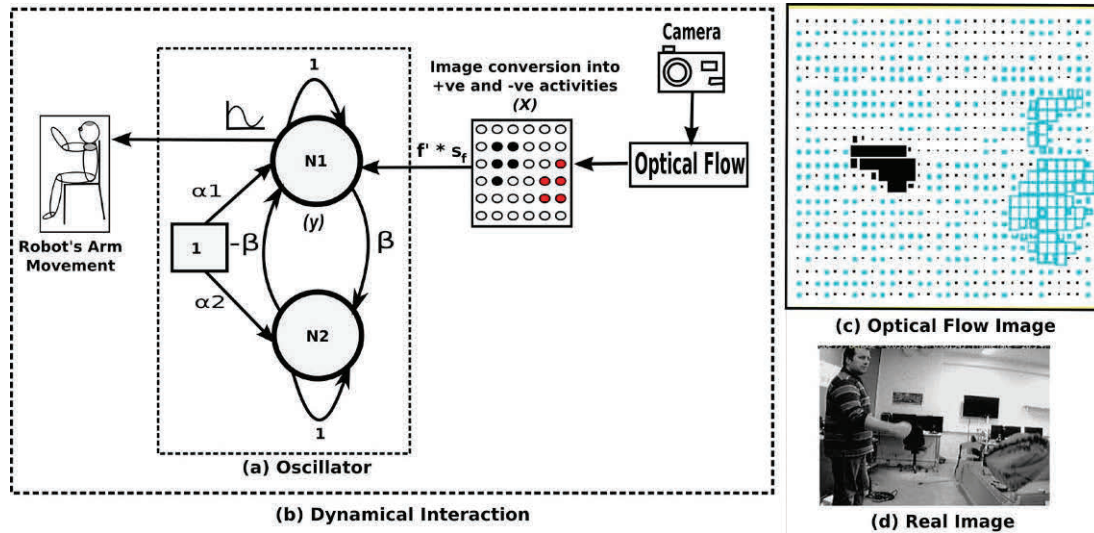 Camera
Image conversion into
+ve and -ve activities
(X)
Optical Flow
f' * s_f
1
N1
(y)
α1
1
-β
β
α2
N2
1
Robot's Arm
Movement
(a) Oscillator
(b) Dynamical Interaction
(c) Optical Flow Image
(d) Real Image